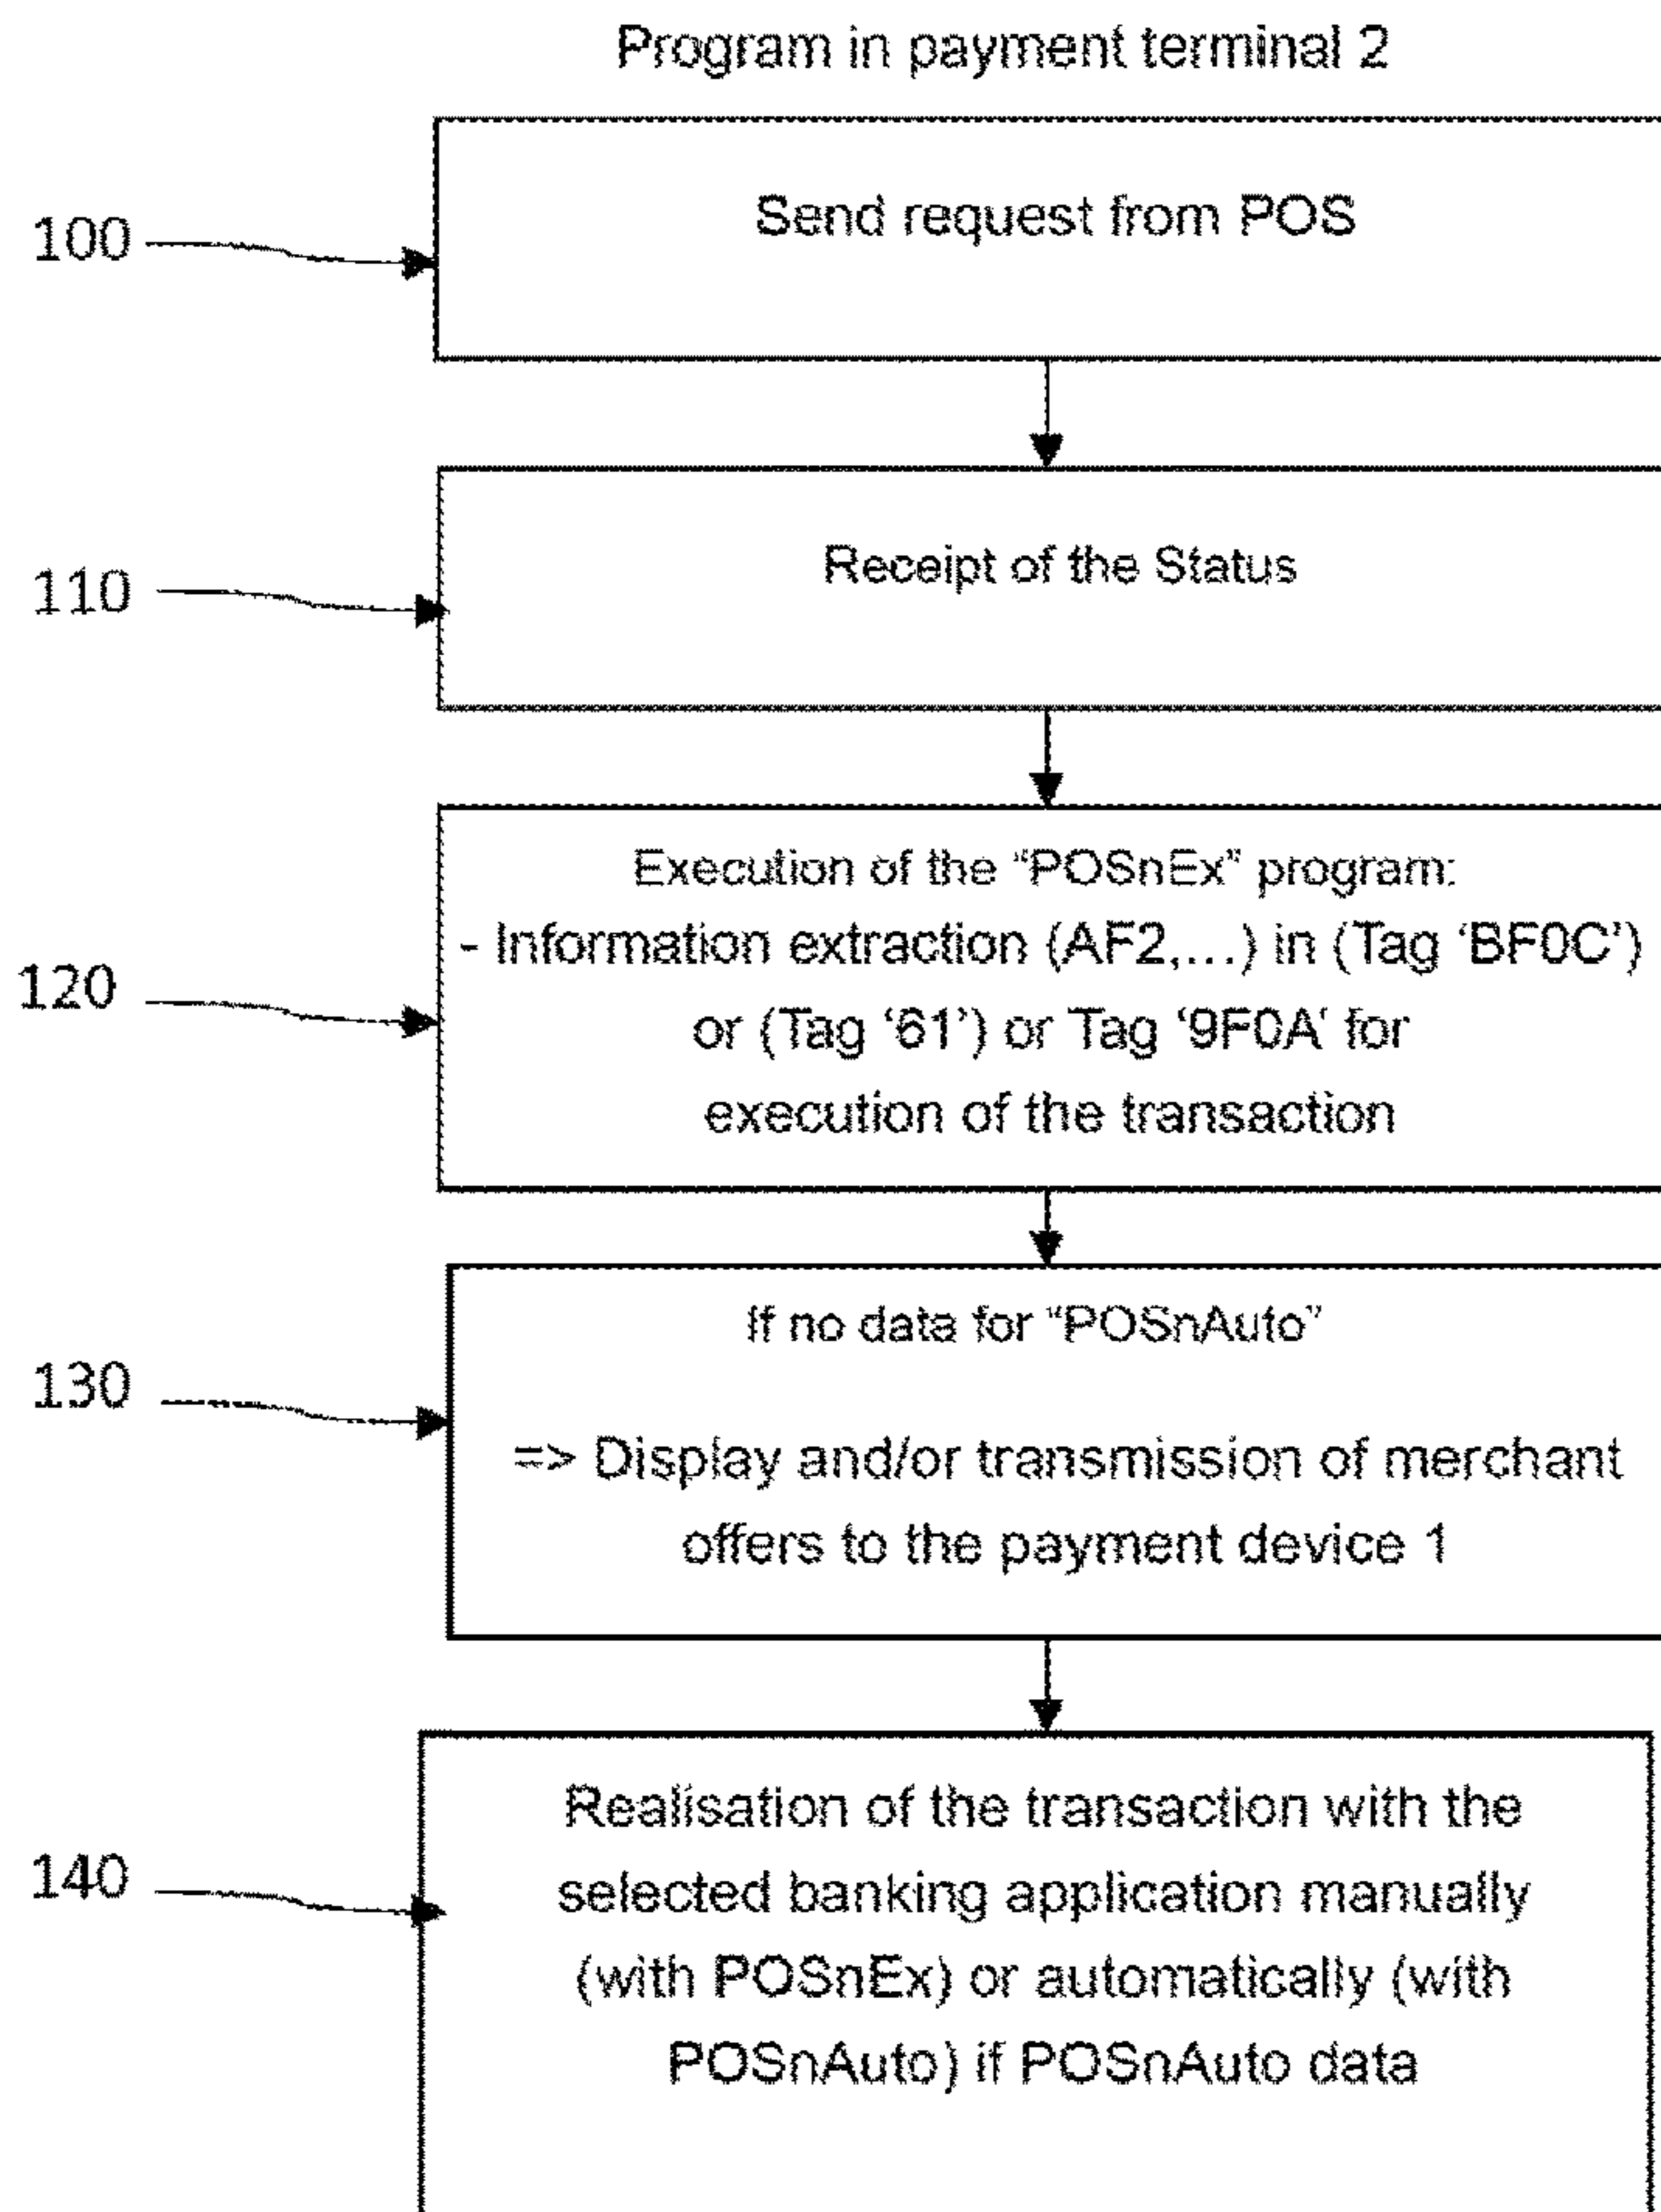 Program in payment terminal 2
100
Send request from POS
110
Receipt of the Status
120
Execution of the “POSnEx” program:
- Information extraction (AF2,...) in (Tag ‘BF0C’)
or (Tag ‘61’) or Tag ‘9F0A‘ for
execution of the transaction
130
If no data for “POSnAuto”
=> Display and/or transmission of merchant
offers to the payment device 1
140
Realisation of the transaction with the
selected banking application manually
(with POSnEx) or automatically (with
POSnAuto) if POSnAuto data